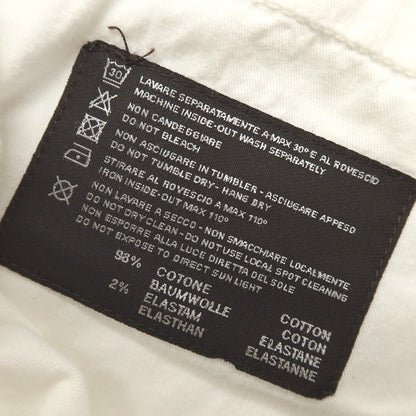 30
LAVARE SEPARATAMENTE A MAX 30° E AL ROVESCIO
MACHINE INSIDE-OUT WASH SEPARATELY
NON CANDEGGIARE
DO NOT BLEACH
NON ASCIUGARE IN TUMBLER - ASCIUGARE APPESO
DO NOT TUMBLE DRY - HANG DRY
STIRARE AL ROVESCIO A MAX 110°
IRON INSIDE-OUT MAX 110°
NON LAVARE A SECCO - NON SMACCHIARE LOCALMENTE
DO NOT DRY CLEAN - DO NOT USE LOCAL SPOT CLEANING
NON ESPORRE ALLA LUCE DIRETTA DEL SOLE
DO NOT EXPOSE TO DIRECT SUN LIGHT
98% COTONE COTTON
BAUMWOLLE COTON
2% ELASTAM ELASTANE
ELASTHAN ELASTANNE